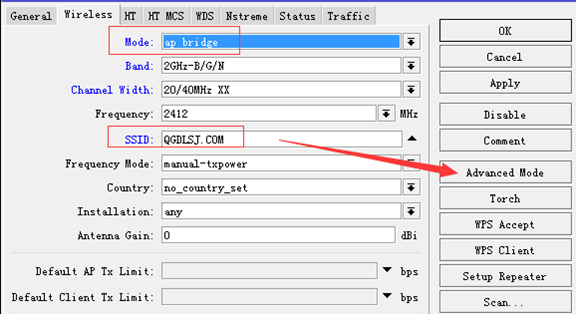 General Wireless HT HT MCS WDS Nstreme Status Traffic
Mode: ap bridge
Band: 2GHz-B/G/N
Channel Width: 20/40MHz XX
Frequency: 2412 MHz
SSID: QGDLSJ.COM
Frequency Mode: manual-txpower
Country: no_country_set
Installation: any
Antenna Gain: 0 dBi
Default AP Tx Limit: bps
Default Client Tx Limit: bps
OK
Cancel
Apply
Disable
Comment
Advanced Mode
Torch
WPS Accept
WPS Client
Setup Repeater
Scan...